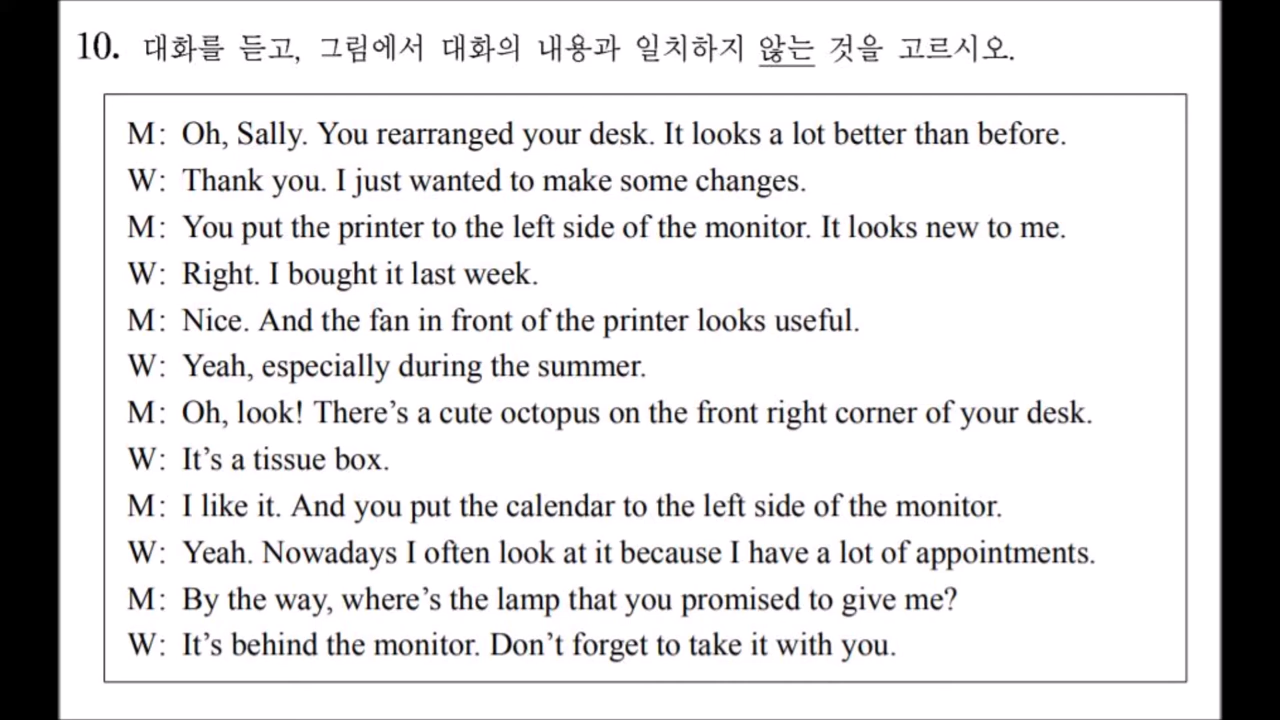 10. 대화를 듣고, 그림에서 대화의 내용과 일치하지 않는 것을 고르시오.
M: Oh, Sally. You rearranged your desk. It looks a lot better than before.
W: Thank you. I just wanted to make some changes.
M: You put the printer to the left side of the monitor. It looks new to me.
W: Right. I bought it last week.
M: Nice. And the fan in front of the printer looks useful.
W: Yeah, especially during the summer.
M: Oh, look! There's a cute octopus on the front right corner of your desk.
W: It's a tissue box.
M: I like it. And you put the calendar to the left side of the monitor.
W: Yeah. Nowadays I often look at it because I have a lot of appointments.
M: By the way, where's the lamp that you promised to give me?
W: It's behind the monitor. Don't forget to take it with you.